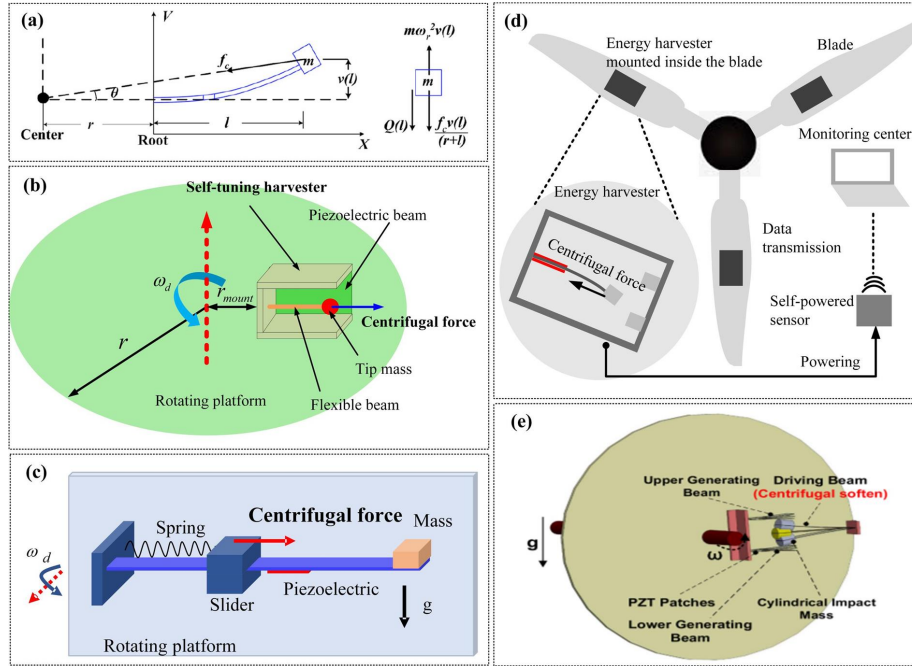 (a)
V
f_c
m
v(l)
θ
Center
r
Root
l
X
mω_r²v(l)
m
Q(l)
f_c v(l)
(r+l)
(b)
Self-tuning harvester
Piezoelectric beam
ω_d
r_mount
Centrifugal force
r
Tip mass
Rotating platform
Flexible beam
(c)
Centrifugal force
Mass
Spring
ω_d
Slider
Piezoelectric
g
Rotating platform
(d)
Energy harvester
mounted inside the blade
Blade
Monitoring center
Energy harvester
Centrifugal force
Data
transmission
Self-powered
sensor
Powering
(e)
Upper Generating
Beam
Driving Beam
(Centrifugal soften)
g
ω
PZT Patches
Cylindrical Impact
Mass
Lower Generating
Beam